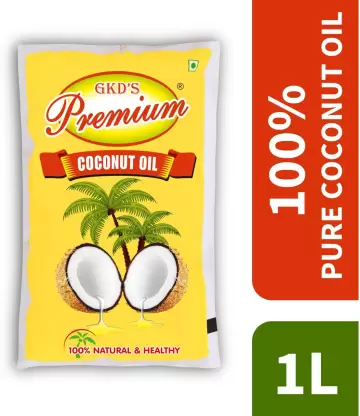 GKD'S
Premium®
COCONUT OIL
100% NATURAL & HEALTHY
100%
PURE COCONUT OIL
1L